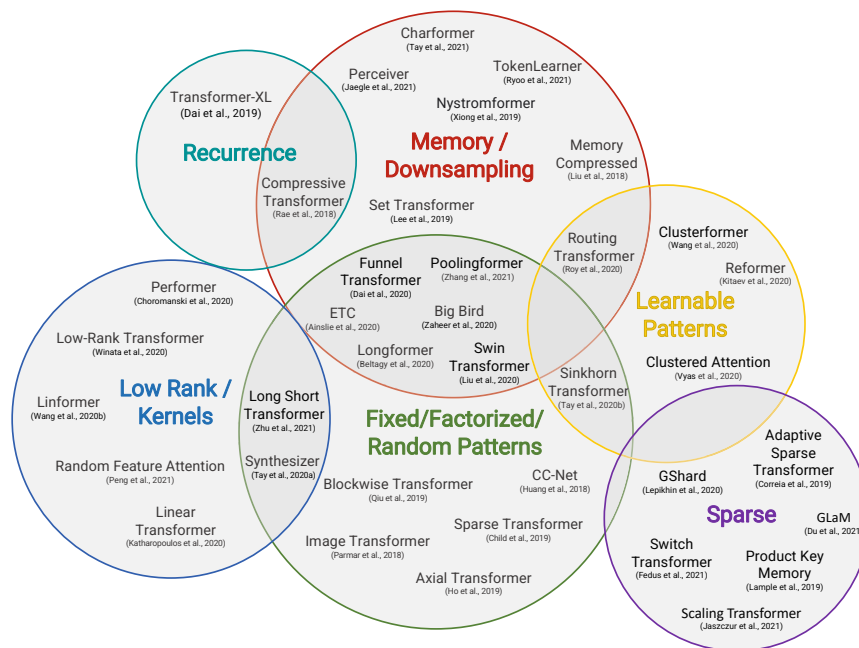 Charformer
(Tay et al., 2021)
TokenLearner
(Ryoo et al., 2021)
Perceiver
(Jaegle et al., 2021)
Transformer-XL
(Dai et al., 2019)
Nystromformer
(Xiong et al., 2019)
Memory /
Downsampling
Recurrence
Memory
Compressed
(Liu et al., 2018)
Compressive
Transformer
(Rae et al., 2018)
Set Transformer
(Lee et al., 2019)
Routing
Transformer
(Roy et al., 2020)
Clusterformer
(Wang et al., 2020)
Reformer
(Kitaev et al., 2020)
Learnable
Patterns
Clustered Attention
(Vyas et al., 2020)
Funnel
Transformer
(Dai et al., 2020)
Poolingformer
(Zhang et al., 2021)
ETC
(Ainslie et al., 2020)
Big Bird
(Zaheer et al., 2020)
Longformer
(Beltagy et al., 2020)
Swin
Transformer
(Liu et al., 2020)
Sinkhorn
Transformer
(Tay et al., 2020b)
Performer
(Choromanski et al., 2020)
Low-Rank Transformer
(Winata et al., 2020)
Linformer
(Wang et al., 2020b)
Low Rank /
Kernels
Long Short
Transformer
(Zhu et al., 2021)
Synthesizer
(Tay et al., 2020a)
Random Feature Attention
(Peng et al., 2021)
Linear
Transformer
(Katharopoulos et al., 2020)
Fixed/Factorized/
Random Patterns
Blockwise Transformer
(Qiu et al., 2019)
CC-Net
(Huang et al., 2018)
Sparse Transformer
(Child et al., 2019)
Image Transformer
(Parmar et al., 2018)
Axial Transformer
(Ho et al., 2019)
Adaptive
Sparse
Transformer
(Correia et al., 2019)
GShard
(Lepikhin et al., 2020)
Sparse
GLaM
(Du et al., 2021
Switch
Transformer
(Fedus et al., 2021)
Product Key
Memory
(Lample et al., 2019)
Scaling Transformer
(Jaszczur et al., 2021)